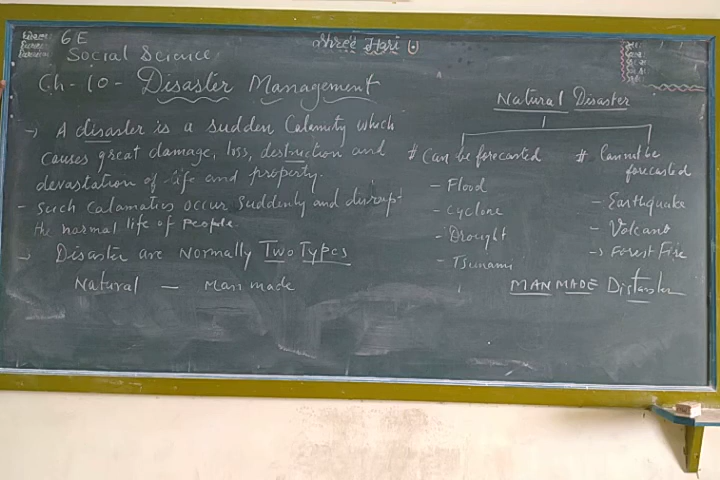 6E
Social Science
Shree Hari
Ch-10- Disaster Management
→ A disaster is a sudden Calamity which
causes great damage, loss, destruction and
devastation of life and property.
- Such Calamaties occur suddenly and disrupt
the normal life of people.
→ Disaster are normally Two Types
Natural — Man made
Natural Disaster
# Can be forecasted
- Flood
- Cyclone
- Drought
- Tsunami
# Cannot be
forecasted
- Earthquake
- Volcano
→ Forest Fire
MANMADE Distaster